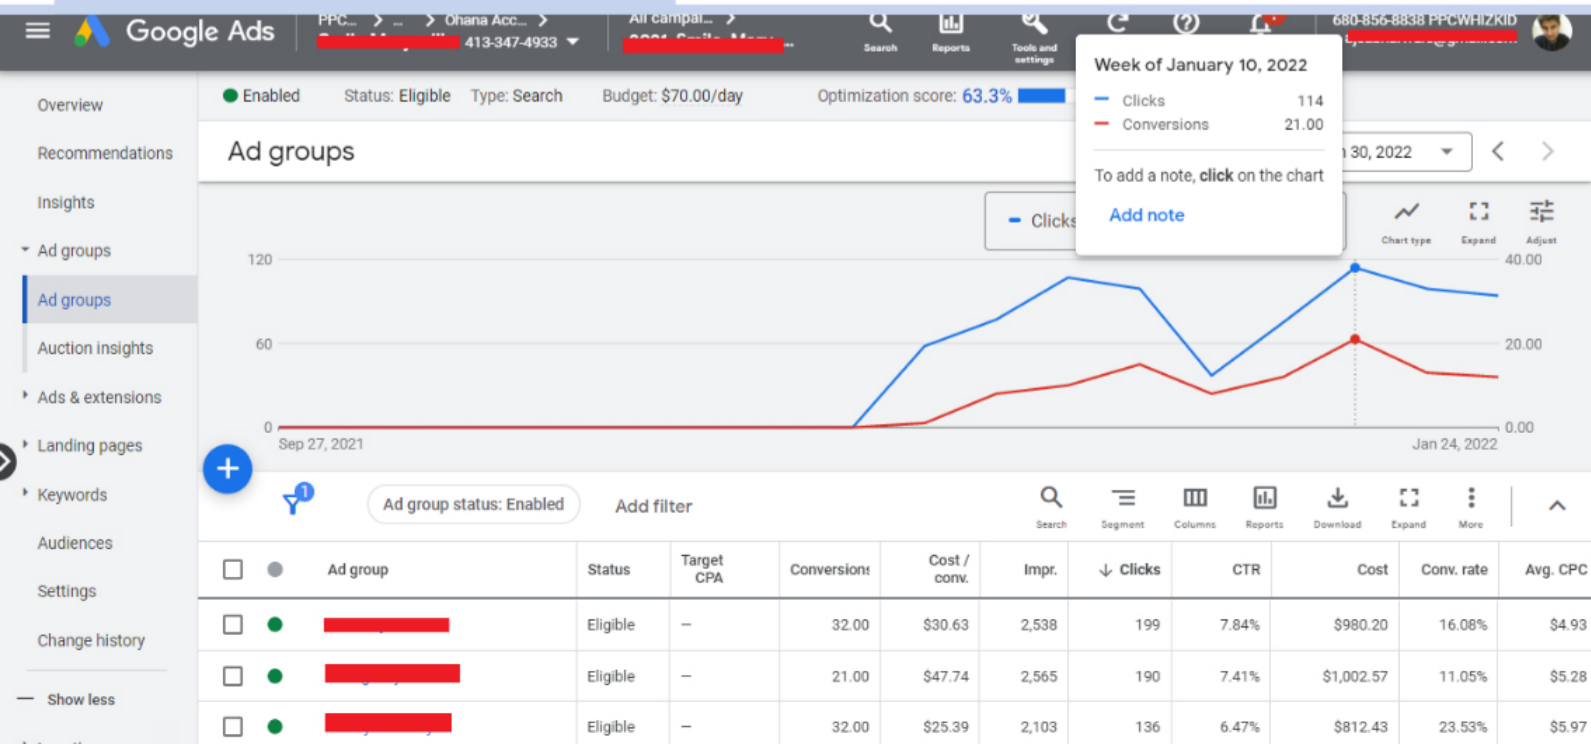 PPC... > ... > Ohana Acc... >
All campai... >
680-856-8838 PPCWHIZKID
Google Ads
413-347-4933
Search
Reports
Tools and settings
Week of January 10, 2022
Clicks 114
Conversions 21.00
To add a note, click on the chart
Add note
Overview
Recommendations
Insights
Ad groups
Ad groups
Auction insights
Ads & extensions
Landing pages
Keywords
Audiences
Settings
Change history
Show less
Enabled Status: Eligible Type: Search Budget: $70.00/day Optimization score: 63.3%
Ad groups
30, 2022
Clicks
Chart type
Expand
Adjust
120 40.00
60 20.00
0 0.00
Sep 27, 2021 Jan 24, 2022
1
Ad group status: Enabled Add filter
Search Segment Columns Reports Download Expand More
Ad group Status Target CPA Conversions Cost / conv. Impr. Clicks CTR Cost Conv. rate Avg. CPC
Eligible – 32.00 $30.63 2,538 199 7.84% $980.20 16.08% $4.93
Eligible – 21.00 $47.74 2,565 190 7.41% $1,002.57 11.05% $5.28
Eligible – 32.00 $25.39 2,103 136 6.47% $812.43 23.53% $5.97